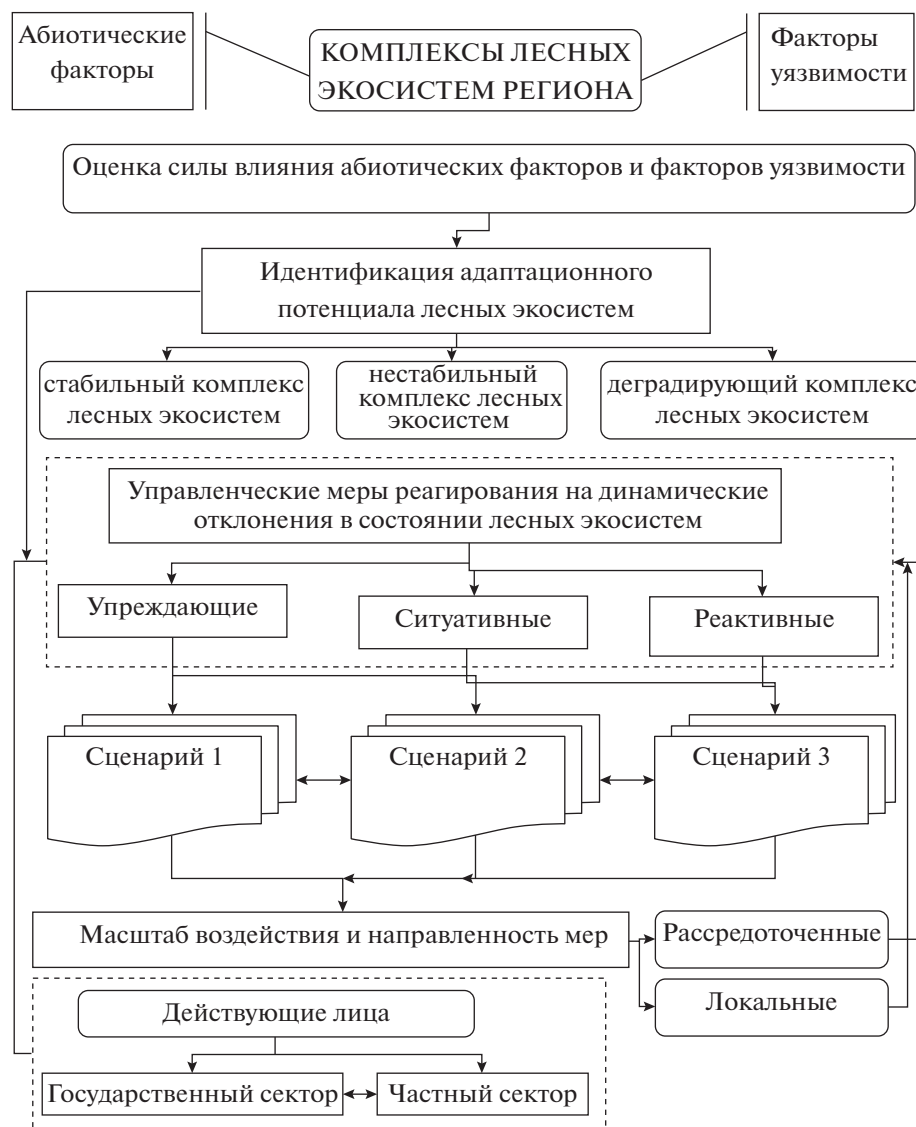 Абиотические
факторы
КОМПЛЕКСЫ ЛЕСНЫХ
ЭКОСИСТЕМ РЕГИОНА
Факторы
уязвимости
Оценка силы влияния абиотических факторов и факторов уязвимости
Идентификация адаптационного
потенциала лесных экосистем
стабильный комплекс
лесных экосистем
нестабильный
комплекс лесных
экосистем
деградирующий комплекс
лесных экосистем
Управленческие меры реагирования на динамические
отклонения в состоянии лесных экосистем
Упреждающие
Ситуативные
Реактивные
Сценарий 1
Сценарий 2
Сценарий 3
Масштаб воздействия и направленность мер
Рассредоточенные
Локальные
Действующие лица
Государственный сектор
Частный сектор